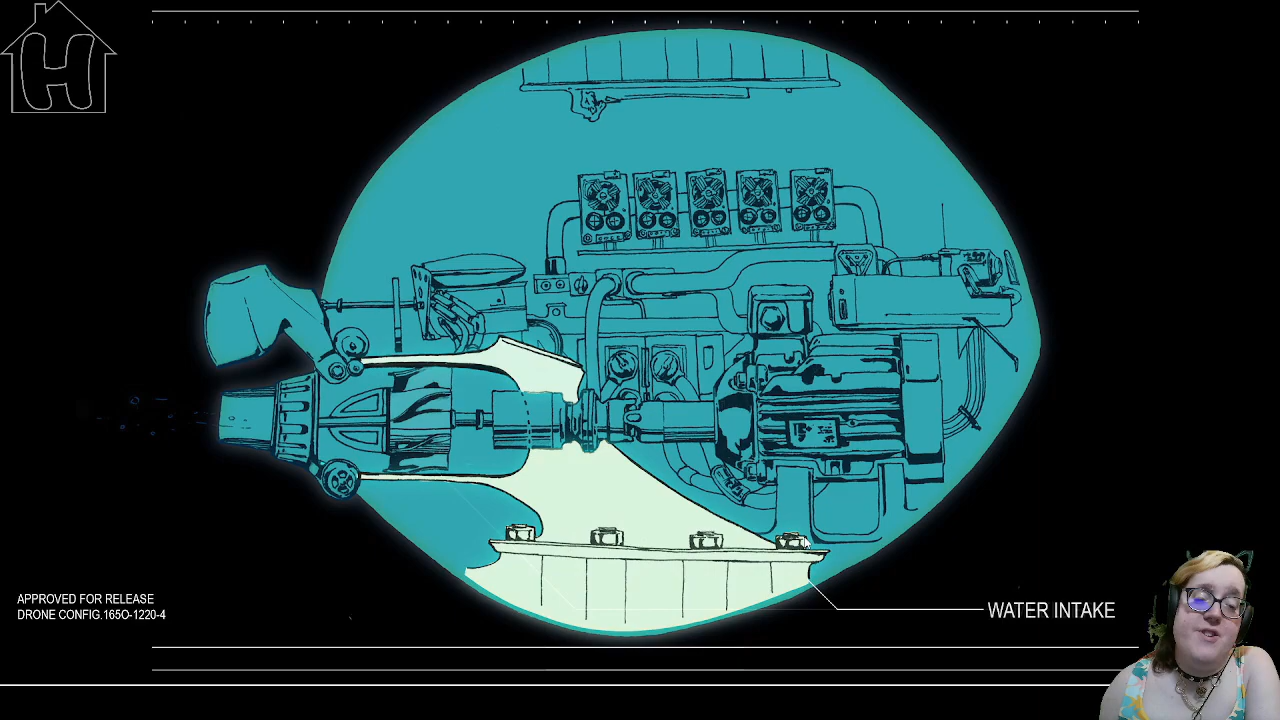 H
APPROVED FOR RELEASE
DRONE CONFIG.165O-1220-4
WATER INTAKE